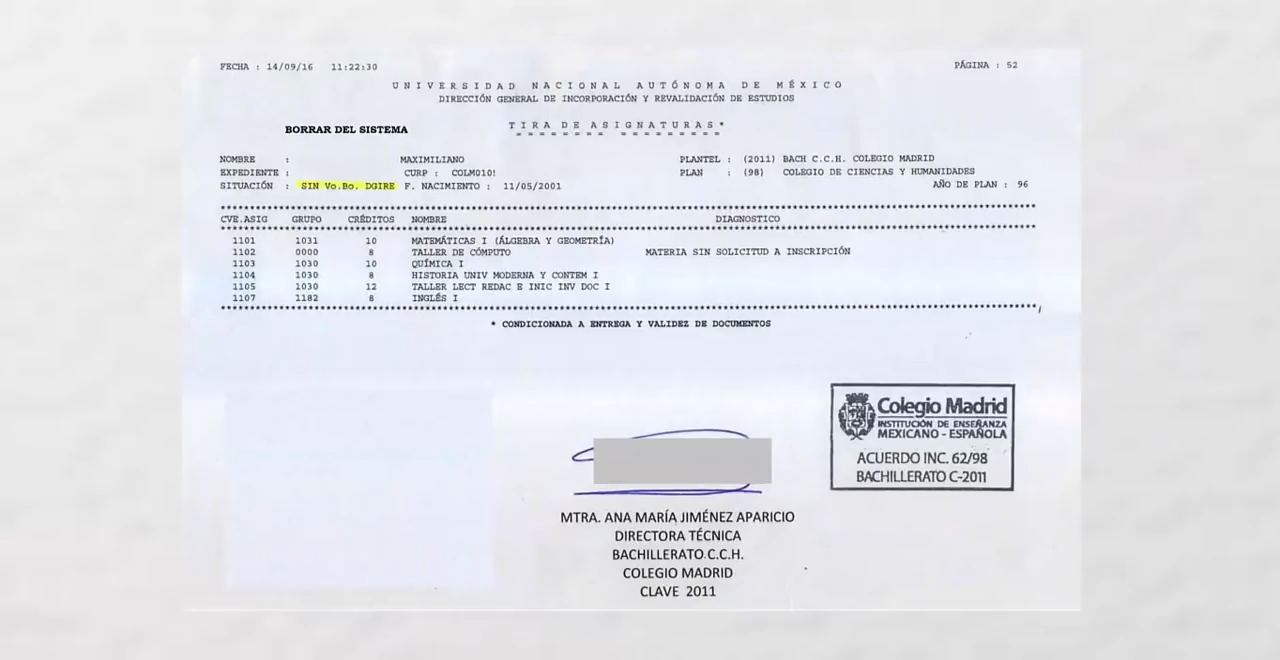 FECHA : 14/09/16 11:22:30 PÁGINA : 52
UNIVERSIDAD NACIONAL AUTÓNOMA DE MÉXICO
DIRECCIÓN GENERAL DE INCORPORACIÓN Y REVALIDACIÓN DE ESTUDIOS
BORRAR DEL SISTEMA TIRA DE ASIGNATURAS*
NOMBRE : MAXIMILIANO PLANTEL : (2011) BACH C.C.H. COLEGIO MADRID
EXPEDIENTE : CURP : COLM010! PLAN : (98) COLEGIO DE CIENCIAS Y HUMANIDADES
SITUACIÓN : SIN Vo.Bo. DGIRE F. NACIMIENTO : 11/05/2001 AÑO DE PLAN : 96
CVE.ASIG GRUPO CRÉDITOS NOMBRE DIAGNOSTICO
1101 1031 10 MATEMÁTICAS I (ÁLGEBRA Y GEOMETRÍA)
1102 0000 8 TALLER DE CÓMPUTO MATERIA SIN SOLICITUD A INSCRIPCIÓN
1103 1030 10 QUÍMICA I
1104 1030 8 HISTORIA UNIV MODERNA Y CONTEM I
1105 1030 12 TALLER LECT REDAC E INIC INV DOC I
1107 1182 8 INGLÉS I
* CONDICIONADA A ENTREGA Y VALIDEZ DE DOCUMENTOS
Colegio Madrid
INSTITUCIÓN DE ENSEÑANZA
MEXICANO - ESPAÑOLA
ACUERDO INC. 62/98
BACHILLERATO C-2011
MTRA. ANA MARÍA JIMÉNEZ APARICIO
DIRECTORA TÉCNICA
BACHILLERATO C.C.H.
COLEGIO MADRID
CLAVE 2011